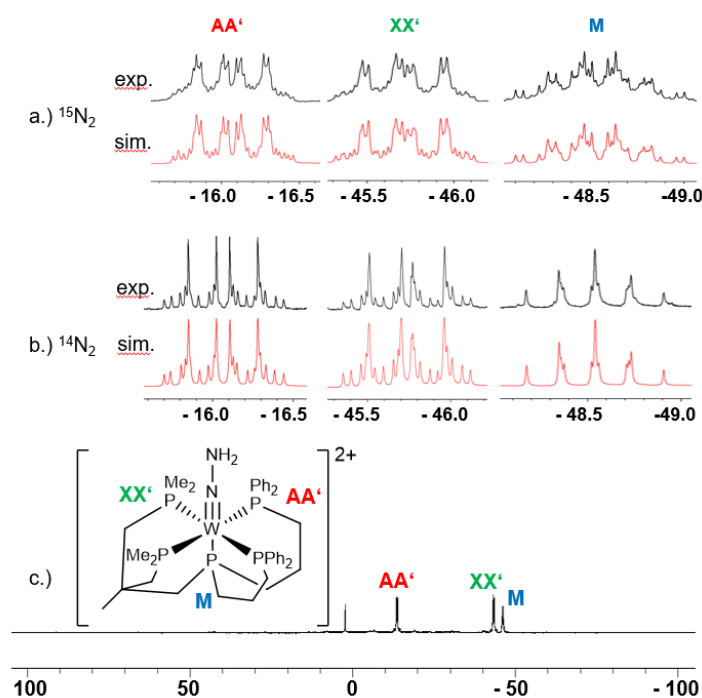 AA‘ XX‘ M
exp.
a.) ¹⁵N₂
sim.
- 16.0 - 16.5 - 45.5 - 46.0 - 48.5 -49.0
exp.
b.) ¹⁴N₂ sim.
- 16.0 - 16.5 - 45.5 - 46.0 - 48.5 -49.0
NH₂ 2+
XX‘ Me₂ N Ph₂ AA‘
P P
W
Me₂P P PPh₂
c.) M AA‘ XX‘ M
100 50 0 - 50 - 100